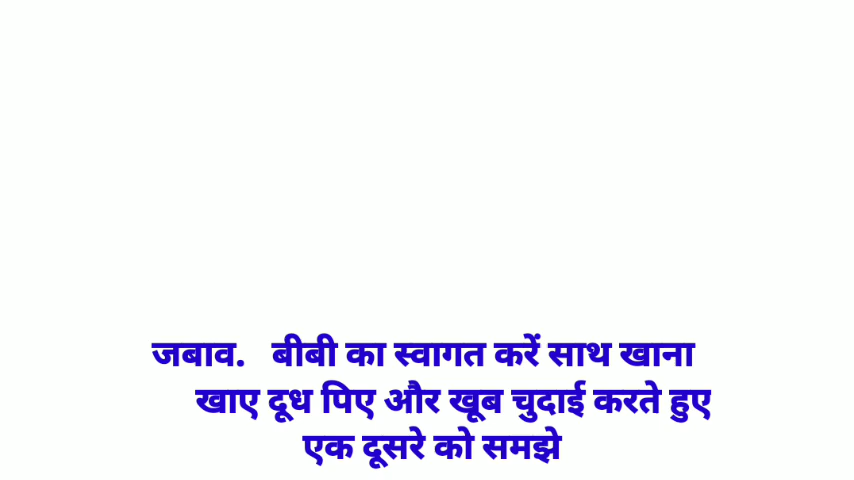 जबाव. बीबी का स्वागत करें साथ खाना
खाए दूध पिए और खूब चुदाई करते हुए
एक दूसरे को समझे